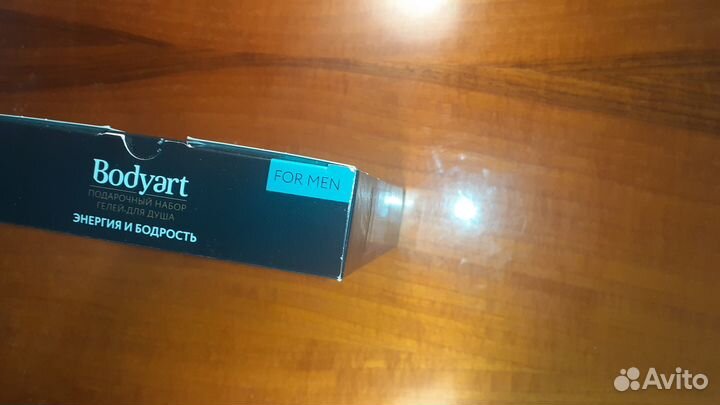 Bodyart
FOR MEN
ПОДАРОЧНЫЙ НАБОР
ГЕЛЕЙ ДЛЯ ДУША
ЭНЕРГИЯ И БОДРОСТЬ
Avito